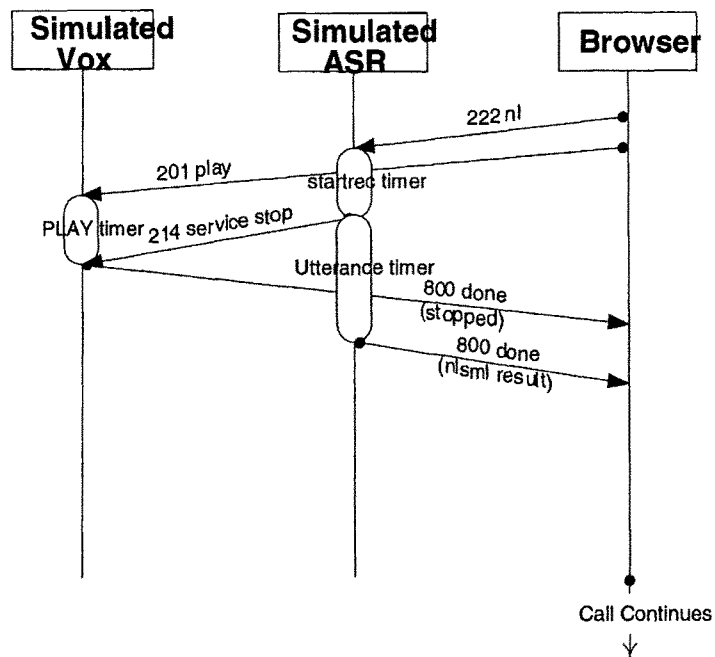 Simulated
Vox
Simulated
ASR
Browser
222 nl
201 play
startrec timer
PLAY timer
214 service stop
Utterance timer
800 done
(stopped)
800 done
(nlsml result)
Call Continues